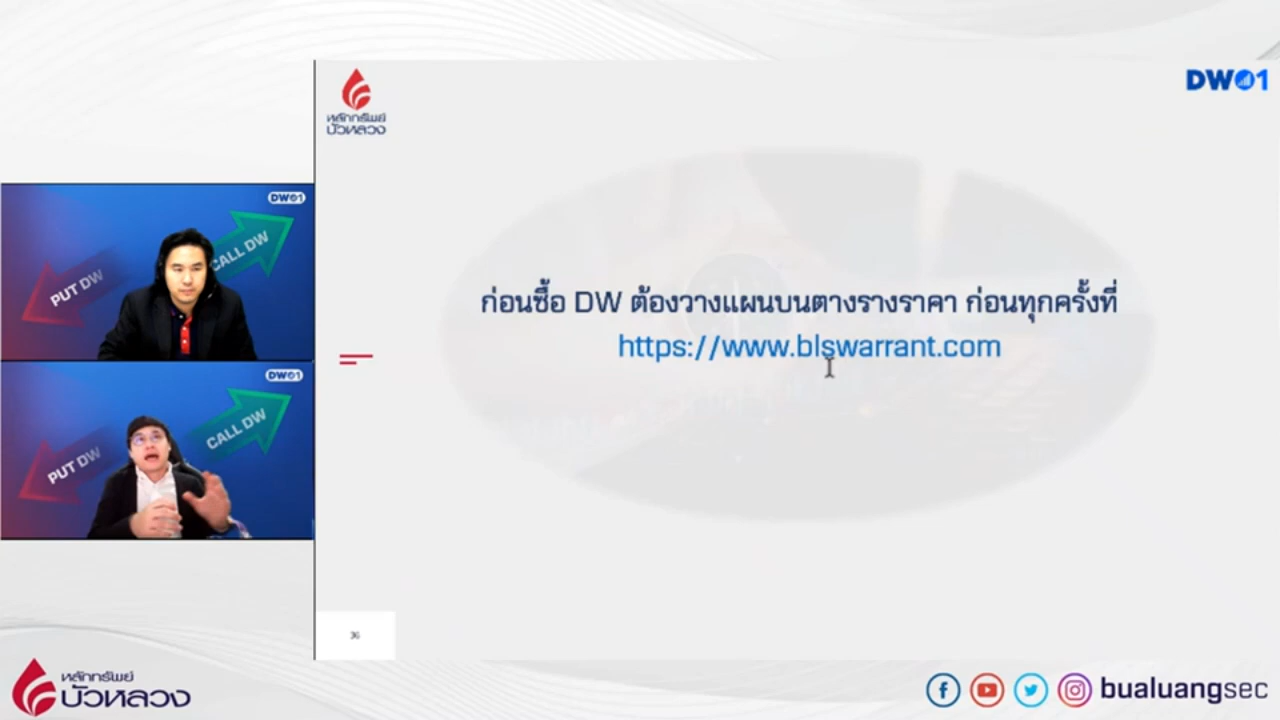 หลักทรัพย์
บัวหลวง
DW01
DW01
PUT DW
CALL DW
DW01
PUT DW
CALL DW
ก่อนซื้อ DW ต้องวางแผนบนตางรางราคา ก่อนทุกครั้งที่
https://www.blswarrant.com
36
หลักทรัพย์
บัวหลวง
bualuangsec